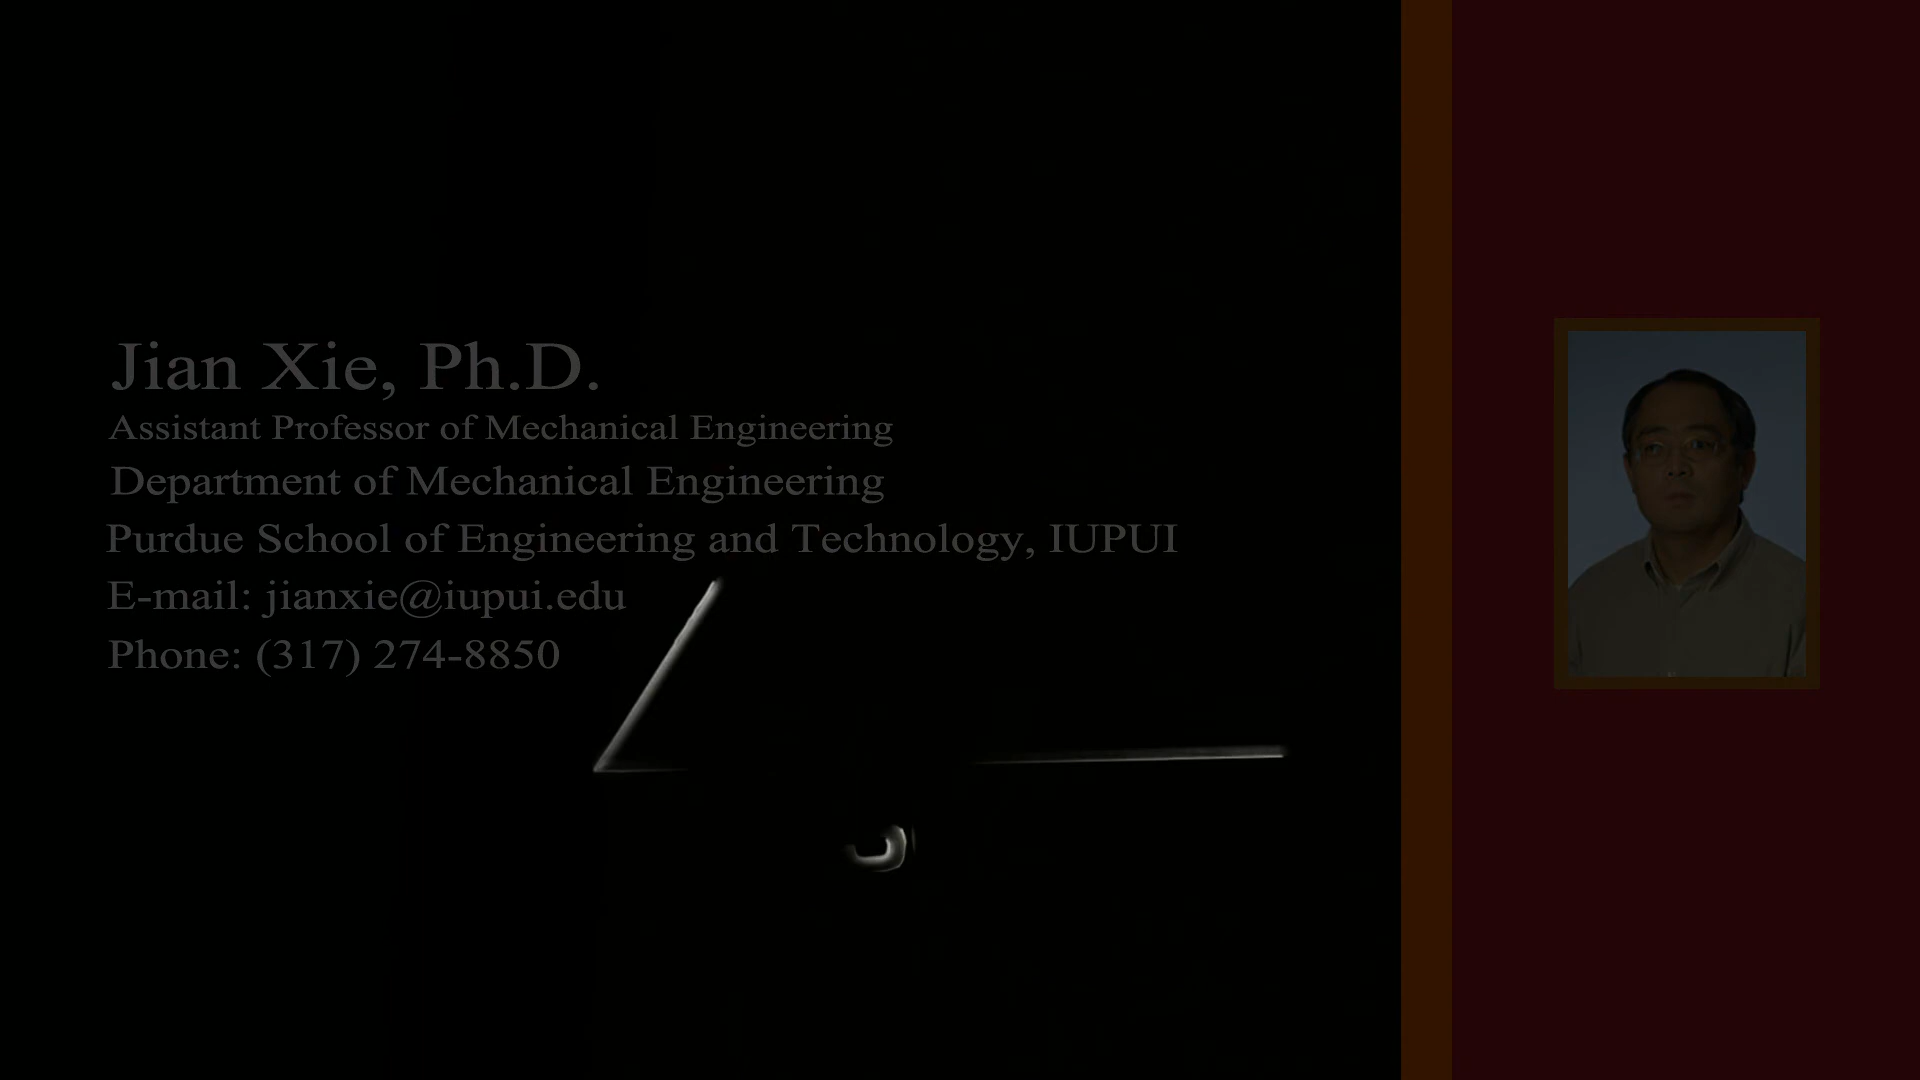 Jian Xie, Ph.D.
Assistant Professor of Mechanical Engineering
Department of Mechanical Engineering
Purdue School of Engineering and Technology, IUPUI
E-mail: jianxie@iupui.edu
Phone: (317) 274-8850